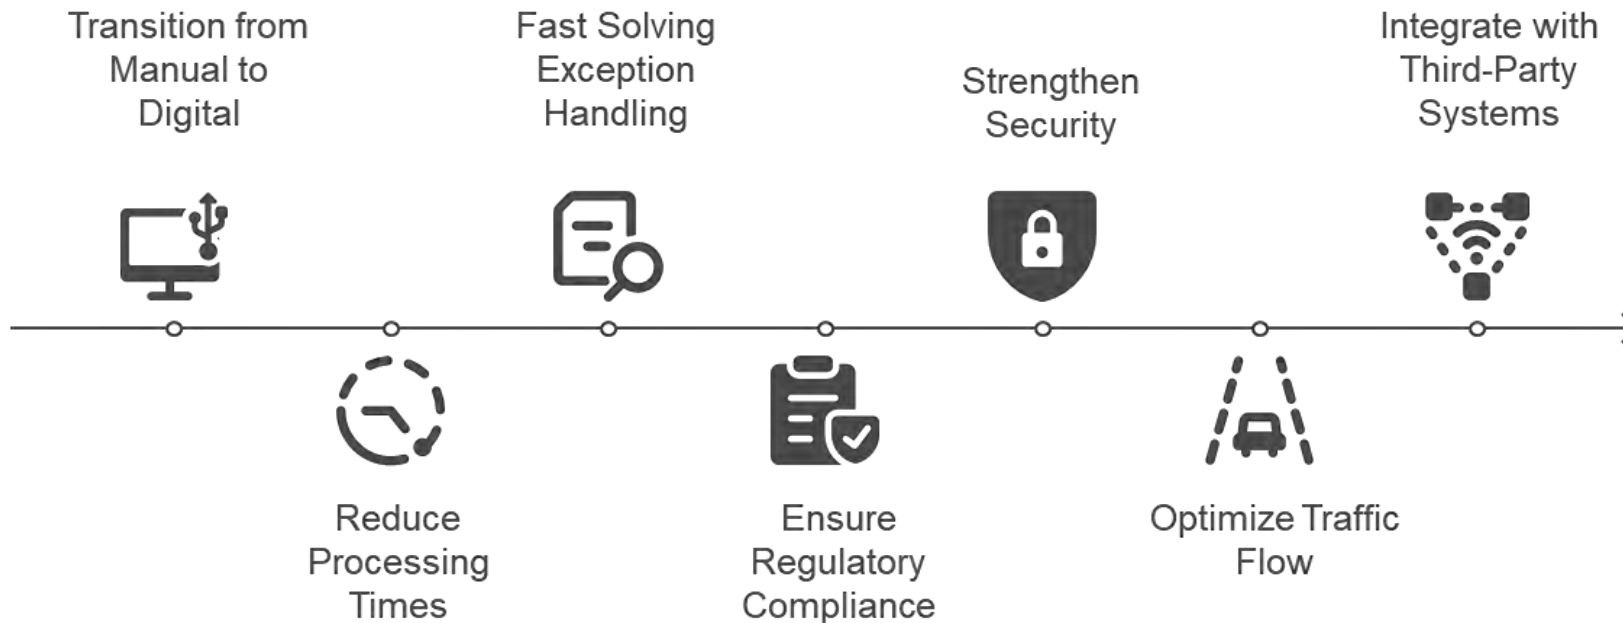 Transition from
Manual to
Digital
Reduce
Processing
Times
Fast Solving
Exception
Handling
Ensure
Regulatory
Compliance
Strengthen
Security
Optimize Traffic
Flow
Integrate with
Third-Party
Systems